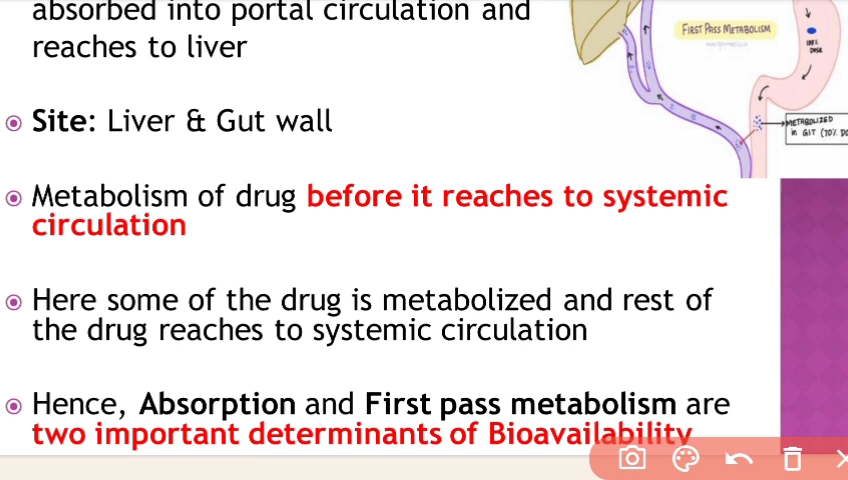 absorbed into portal circulation and
reaches to liver
Site: Liver & Gut wall
Metabolism of drug before it reaches to systemic
circulation
Here some of the drug is metabolized and rest of
the drug reaches to systemic circulation
Hence, Absorption and First pass metabolism are
two important determinants of Bioavailability
FIRST PASS METABOLISM
100%
DOSE
METABOLIZED
in GIT (70%